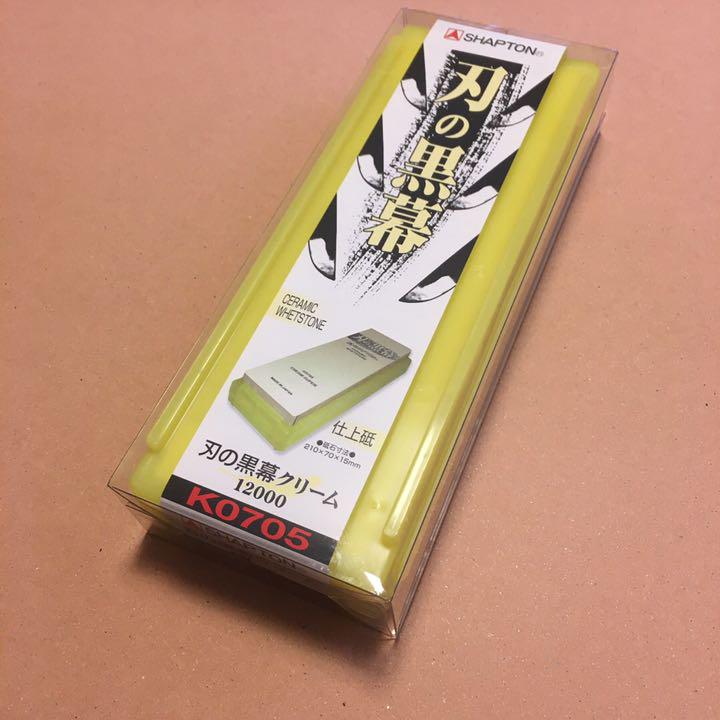 SHAPTON®
刃の黒幕
CERAMIC
WHETSTONE
仕上砥
●砥石寸法●
210×70×15mm
刃の黒幕クリーム
12000
K0705
SHAPTON